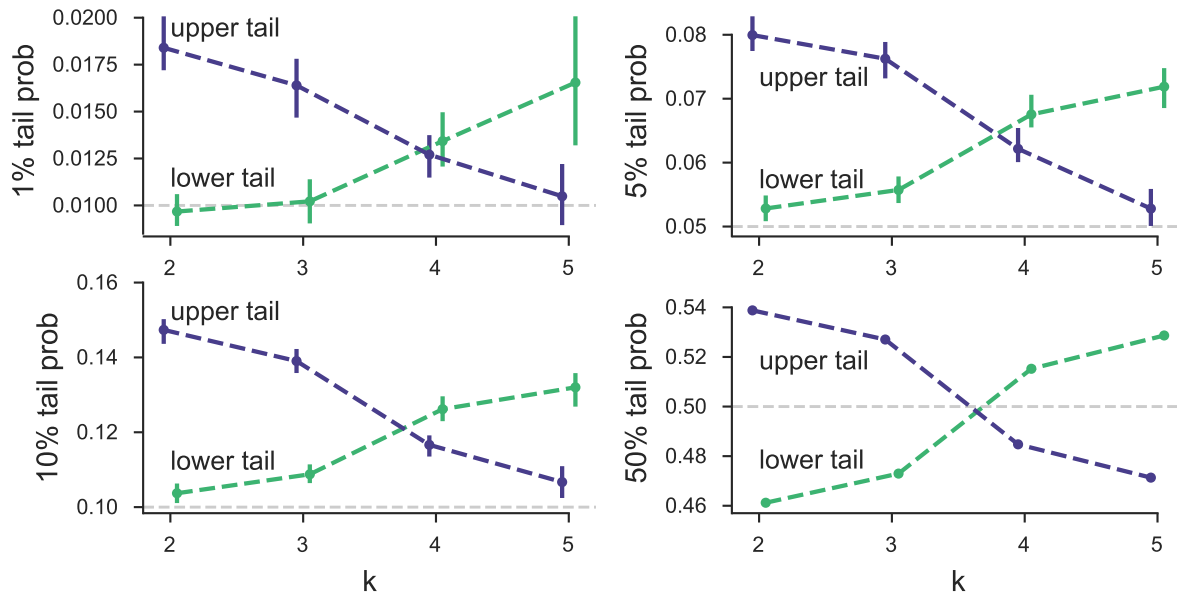 1% tail prob
0.0200
0.0175
0.0150
0.0125
0.0100
upper tail
lower tail
2 3 4 5
5% tail prob
0.08
0.07
0.06
0.05
upper tail
lower tail
2 3 4 5
10% tail prob
0.16
0.14
0.12
0.10
upper tail
lower tail
2 3 4 5
k
50% tail prob
0.54
0.52
0.50
0.48
0.46
upper tail
lower tail
2 3 4 5
k